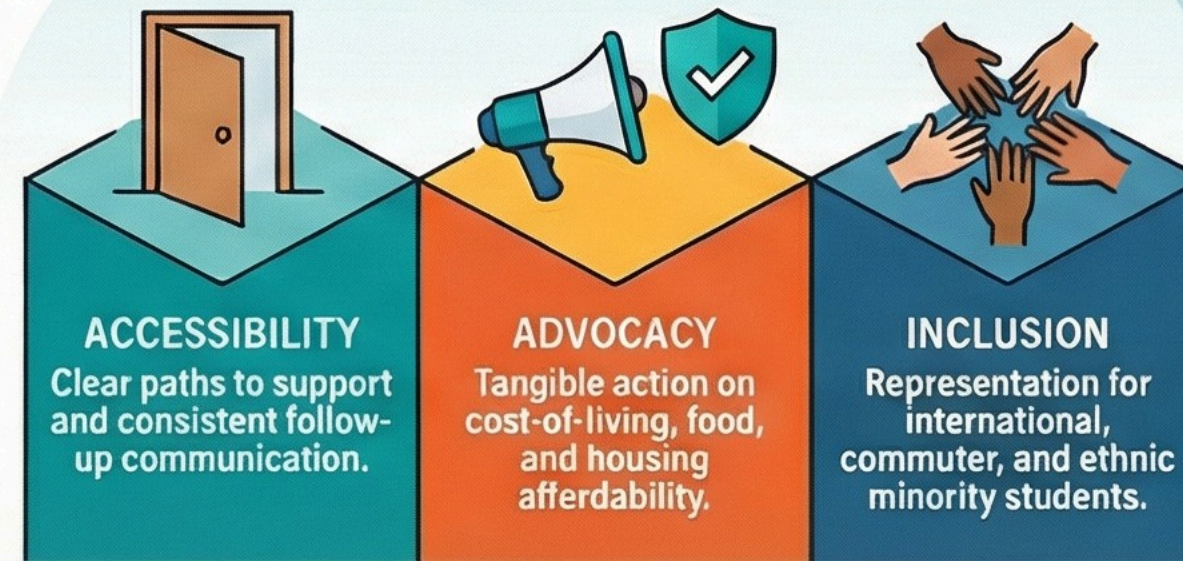 ACCESSIBILITY
Clear paths to support
and consistent follow-
up communication.
ADVOCACY
Tangible action on
cost-of-living, food,
and housing
afferdability.
INCLUSION
Representation for
international,
commuter, and ethnic
minority students.